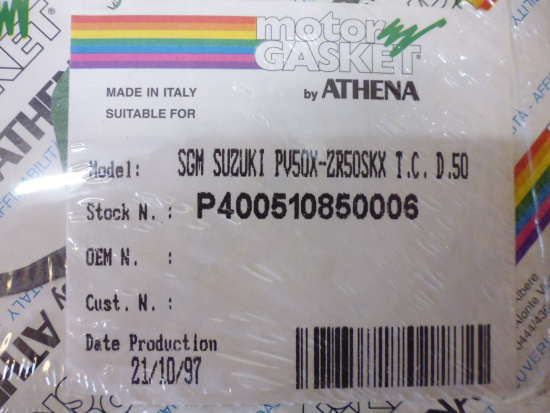 motor
GASKET®
by ATHENA
MADE IN ITALY
SUITABLE FOR
Model: SGM SUZUKI PV50X-ZR50SKX T.C. D.50
Stock N. : P400510850006
OEM N. :
Cust. N. :
Date Production
21/10/97